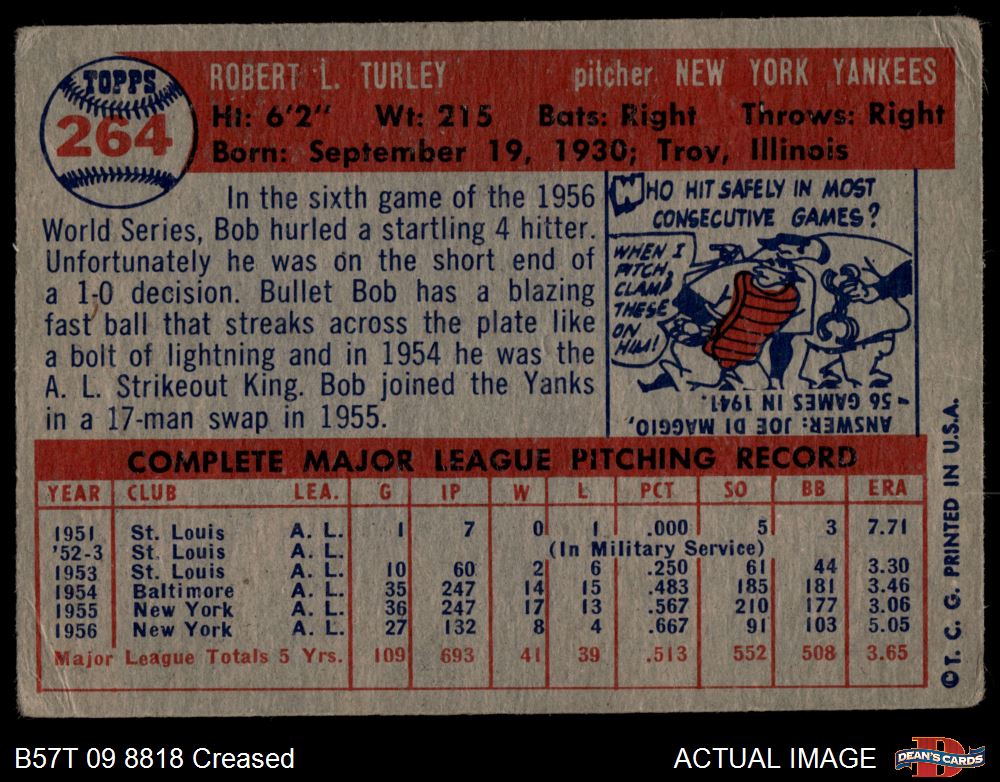 TOPPS
264
ROBERT L. TURLEY pitcher NEW YORK YANKEES
Ht: 6'2" Wt: 215 Bats: Right Throws: Right
Born: September 19, 1930; Troy, Illinois
In the sixth game of the 1956
World Series, Bob hurled a startling 4 hitter.
Unfortunately he was on the short end of
a 1-0 decision. Bullet Bob has a blazing
fast ball that streaks across the plate like
a bolt of lightning and in 1954 he was the
A. L. Strikeout King. Bob joined the Yanks
in a 17-man swap in 1955.
WHO HIT SAFELY IN MOST
CONSECUTIVE GAMES?
WHEN I
PITCH,
CLAMP
THESE
ON
HIM!
ANSWER: JOE DI MAGGIO,
- 56 GAMES IN 1941.
COMPLETE MAJOR LEAGUE PITCHING RECORD
YEAR CLUB LEA. G IP W L PCT SO BB ERA
1951 St. Louis A. L. 1 7 0 1 .000 5 3 7.71
'52-3 St. Louis A. L. (In Military Service)
1953 St. Louis A. L. 10 60 2 6 .250 61 44 3.30
1954 Baltimore A. L. 35 247 14 15 .483 185 181 3.46
1955 New York A. L. 36 247 17 13 .567 210 177 3.06
1956 New York A. L. 27 132 8 4 .667 91 103 5.05
Major League Totals 5 Yrs. 109 693 41 39 .513 552 508 3.65
©T. C. G. PRINTED IN U.S.A.
B57T 09 8818 Creased
ACTUAL IMAGE
D
DEAN'S CARDS